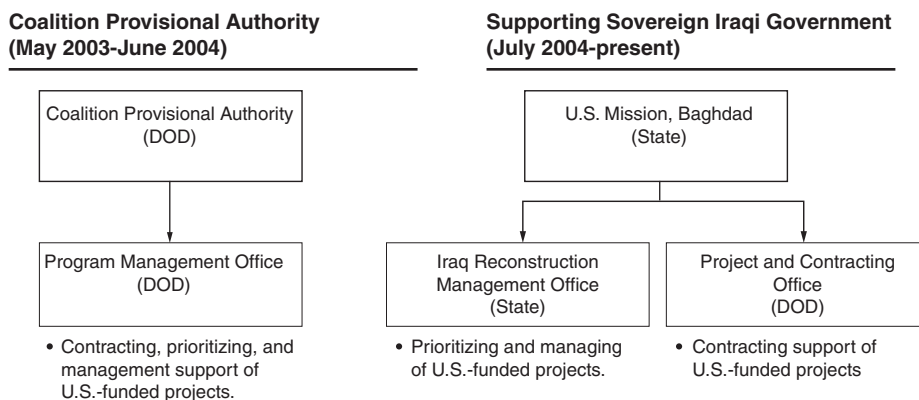 Coalition Provisional Authority
(May 2003-June 2004)
Coalition Provisional Authority
(DOD)
Program Management Office
(DOD)
• Contracting, prioritizing, and
management support of
U.S.-funded projects.
Supporting Sovereign Iraqi Government
(July 2004-present)
U.S. Mission, Baghdad
(State)
Iraq Reconstruction
Management Office
(State)
• Prioritizing and managing
of U.S.-funded projects.
Project and Contracting
Office
(DOD)
• Contracting support of
U.S.-funded projects